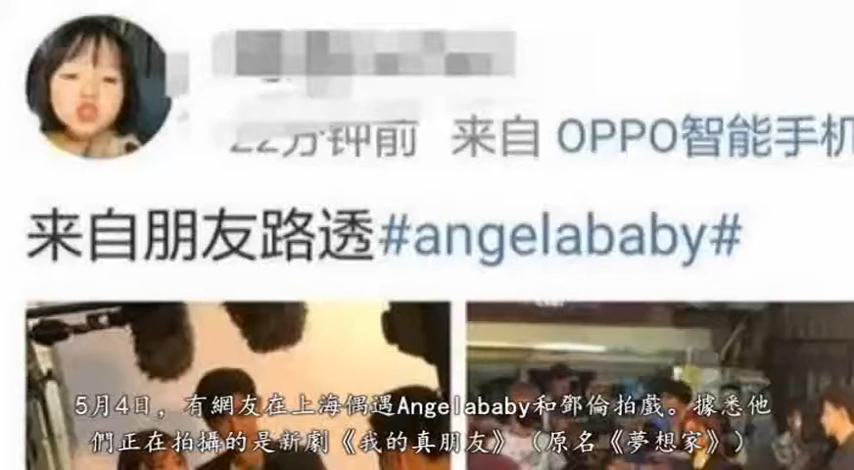 22分钟前 来自 OPPO智能手机
来自朋友路透#angelababy#
5月4日，有網友在上海偶遇Angelababy和鄧倫拍戲。據悉他
們正在拍攝的是新劇《我的真朋友》（原名《夢想家》）